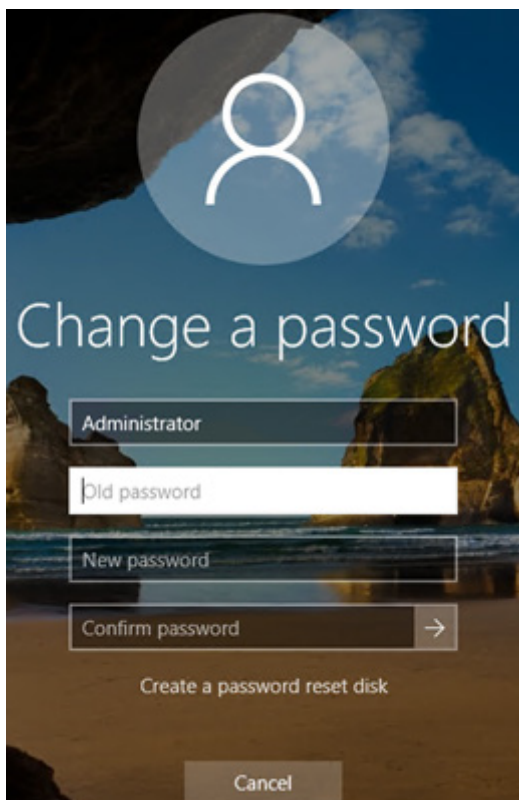 Change a password
Administrator
Old password
New password
Confirm password
Create a password reset disk
Cancel